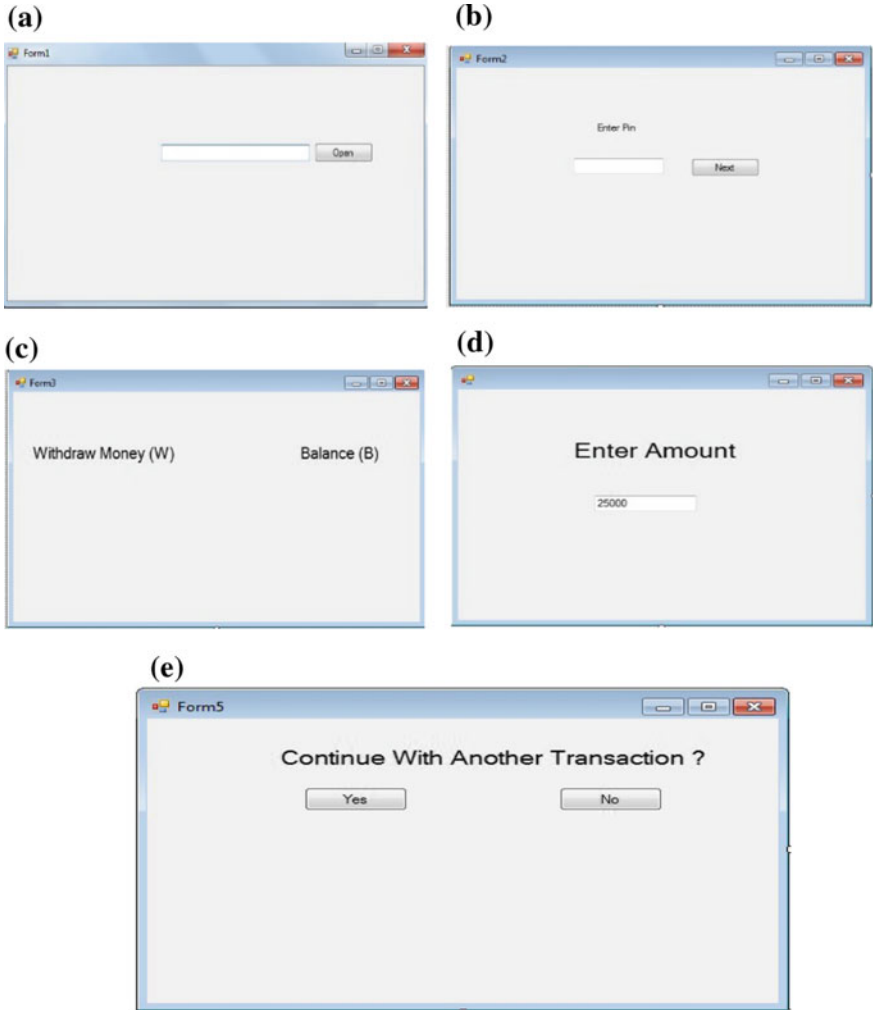 (a)
Form1
Open
(b)
Form2
Enter Pin
Next
(c)
Form3
Withdraw Money (W) Balance (B)
(d)
Enter Amount
25000
(e)
Form5
Continue With Another Transaction ?
Yes No